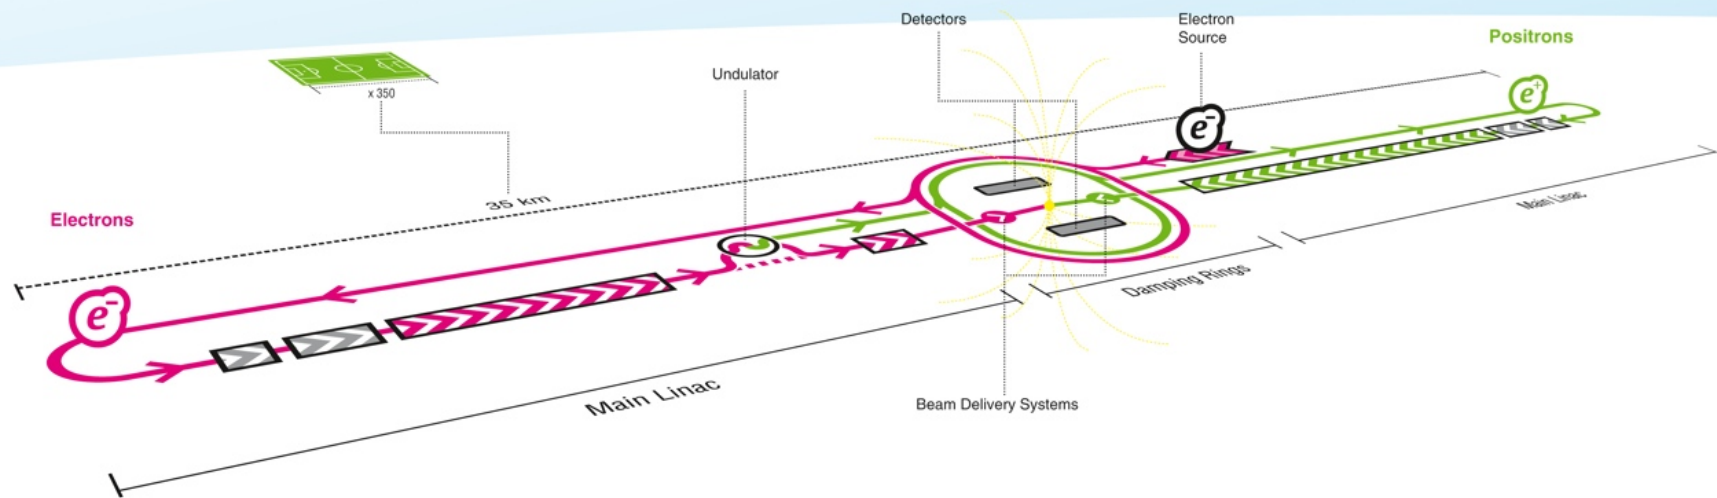 Detectors
Electron
Source
Positrons
Undulator
x 350
35 km
Electrons
e⁻
e⁻
e⁺
Main Linac
Damping Rings
Main Linac
Beam Delivery Systems